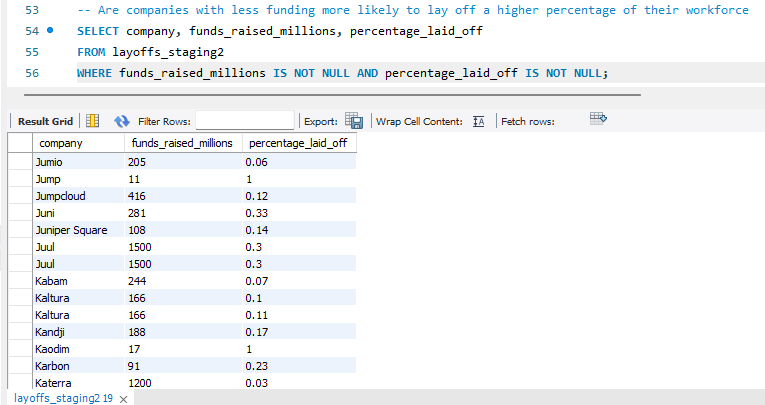 53 -- Are companies with less funding more likely to lay off a higher percentage of their workforce
54 SELECT company, funds_raised_millions, percentage_laid_off
55 FROM layoffs_staging2
56 WHERE funds_raised_millions IS NOT NULL AND percentage_laid_off IS NOT NULL;
Result Grid Filter Rows: Export: Wrap Cell Content: IA Fetch rows:
company funds_raised_millions percentage_laid_off
Jumio 205 0.06
Jump 11 1
Jumpcloud 416 0.12
Juni 281 0.33
Juniper Square 108 0.14
Juul 1500 0.3
Juul 1500 0.3
Kabam 244 0.07
Kaltura 166 0.1
Kaltura 166 0.11
Kandji 188 0.17
Kaodim 17 1
Karbon 91 0.23
Katerra 1200 0.03
layoffs_staging2 19